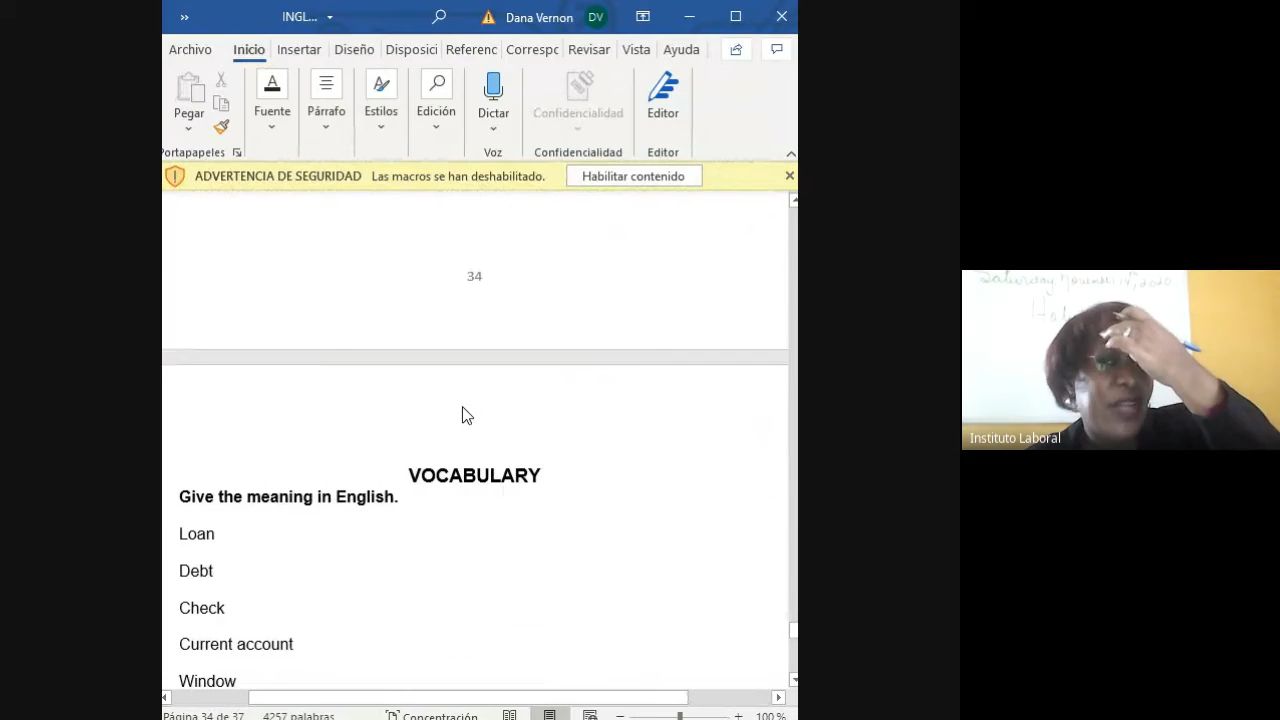 INGL...
Dana Vernon
DV
Archivo Inicio Insertar Diseño Disposici Referenc Correspc Revisar Vista Ayuda
Pegar Fuente Párrafo Estilos Edición Dictar Confidencialidad Editor
Portapapeles Voz Confidencialidad Editor
ADVERTENCIA DE SEGURIDAD Las macros se han deshabilitado. Habilitar contenido
34
VOCABULARY
Give the meaning in English.
Loan
Debt
Check
Current account
Window
Página 34 de 37 4257 palabras Concentración 100 %
Saturday
Instituto Laboral